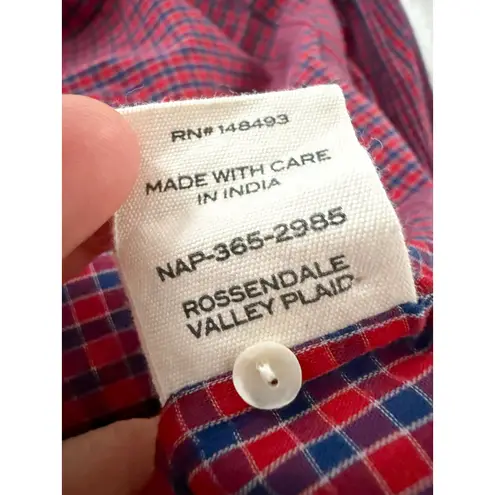 RN# 148493
MADE WITH CARE
IN INDIA
NAP-365-2985
ROSSENDALE
VALLEY PLAID